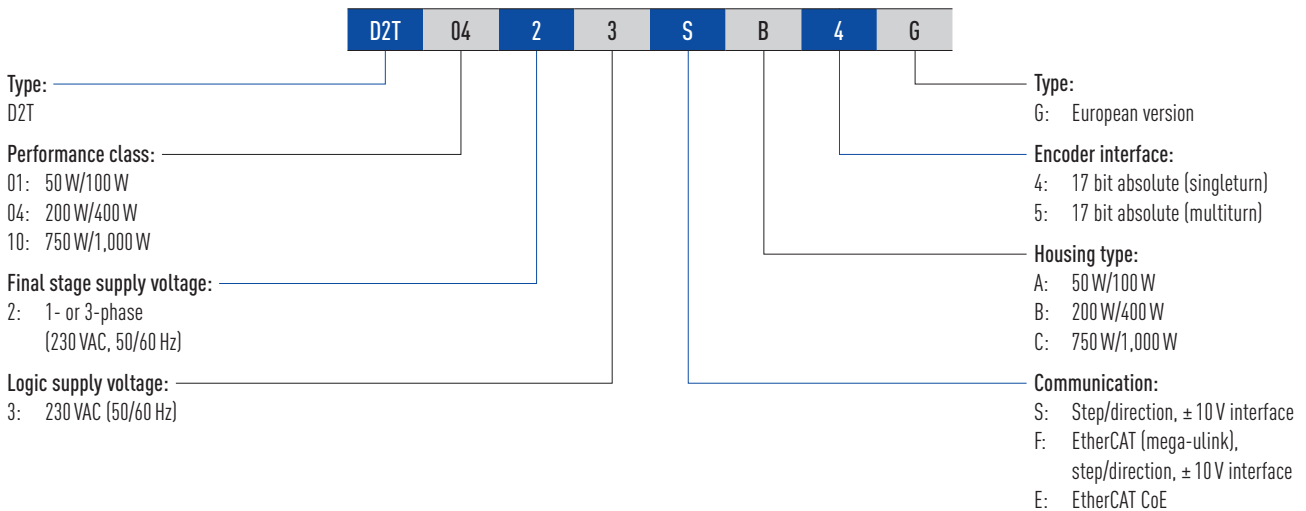 D2T 04 2 3 S B 4 G
Type:
D2T
Performance class:
01: 50 W/100 W
04: 200 W/400 W
10: 750 W/1,000 W
Final stage supply voltage:
2: 1- or 3-phase
(230 VAC, 50/60 Hz)
Logic supply voltage:
3: 230 VAC (50/60 Hz)
Type:
G: European version
Encoder interface:
4: 17 bit absolute (singleturn)
5: 17 bit absolute (multiturn)
Housing type:
A: 50 W/100 W
B: 200 W/400 W
C: 750 W/1,000 W
Communication:
S: Step/direction, ± 10 V interface
F: EtherCAT (mega-ulink),
step/direction, ± 10 V interface
E: EtherCAT CoE